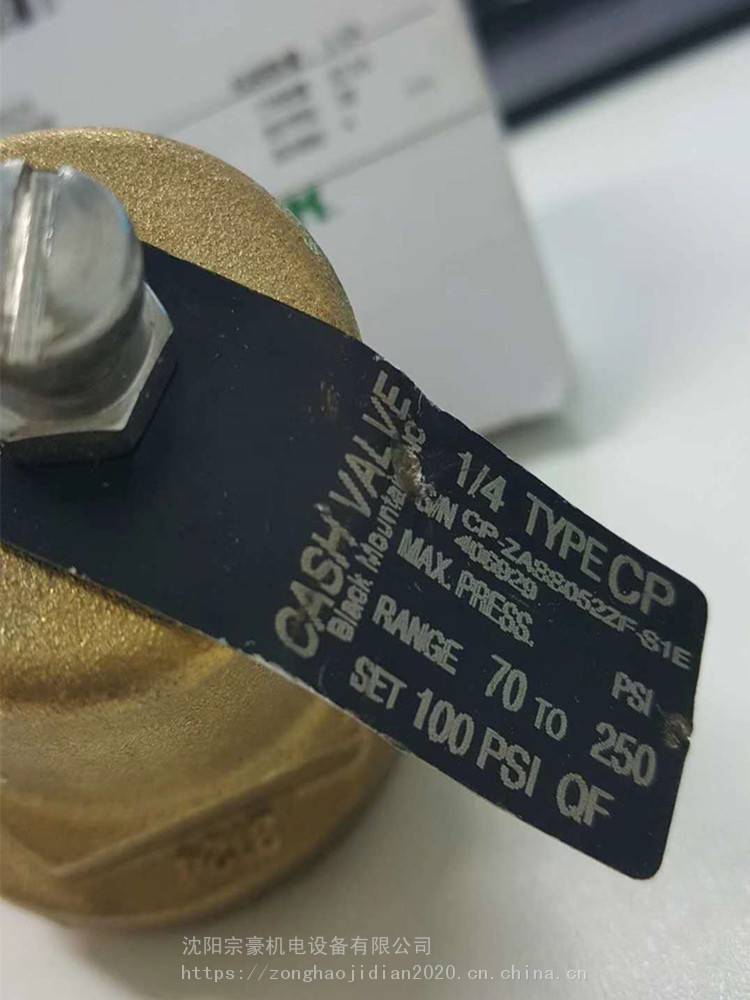 CASH VALVE
Black Mountain, NC
1/4 TYPE CP
S/N CP-ZA88052ZF-S1E
406929
MAX. PRESS. PSI
RANGE 70 TO 250
SET 100 PSI QF
沈阳宗豪机电设备有限公司
https://zonghaojidian2020.cn.china.cn/